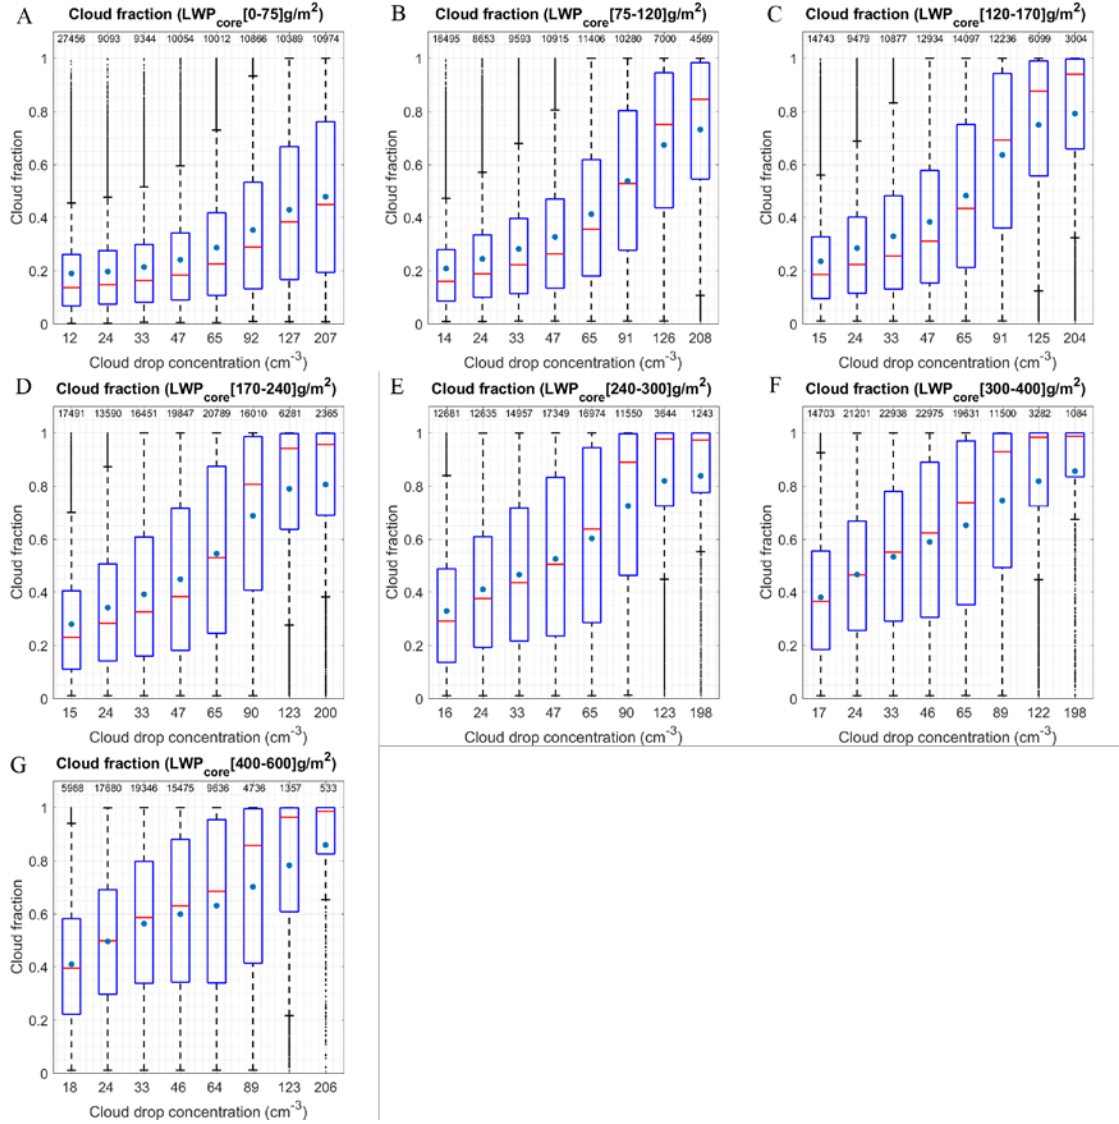 A
Cloud fraction (LWPcore[0-75]g/m²)
27456 9093 9344 10054 10012 10866 10389 10974
1
0.8
0.6
0.4
0.2
0
Cloud fraction
12 24 33 47 65 92 127 207
Cloud drop concentration (cm⁻³)
B
Cloud fraction (LWPcore[75-120]g/m²)
16495 8653 9593 10915 11406 10280 7000 4569
1
0.8
0.6
0.4
0.2
0
Cloud fraction
14 24 33 47 65 91 126 208
Cloud drop concentration (cm⁻³)
C
Cloud fraction (LWPcore[120-170]g/m²)
14743 9479 10877 12934 14097 12236 6099 3004
1
0.8
0.6
0.4
0.2
0
Cloud fraction
15 24 33 47 65 91 125 204
Cloud drop concentration (cm⁻³)
D
Cloud fraction (LWPcore[170-240]g/m²)
17491 13590 16451 19847 20789 16010 6281 2365
1
0.8
0.6
0.4
0.2
0
Cloud fraction
15 24 33 47 65 90 123 200
Cloud drop concentration (cm⁻³)
E
Cloud fraction (LWPcore[240-300]g/m²)
12681 12635 14957 17349 16974 11550 3644 1243
1
0.8
0.6
0.4
0.2
0
Cloud fraction
16 24 33 47 65 90 123 198
Cloud drop concentration (cm⁻³)
F
Cloud fraction (LWPcore[300-400]g/m²)
14703 21201 22938 22975 19631 11500 3282 1084
1
0.8
0.6
0.4
0.2
0
Cloud fraction
17 24 33 46 65 89 122 198
Cloud drop concentration (cm⁻³)
G
Cloud fraction (LWPcore[400-600]g/m²)
5988 17680 19346 15475 9636 4736 1357 533
1
0.8
0.6
0.4
0.2
0
Cloud fraction
18 24 33 46 64 89 123 206
Cloud drop concentration (cm⁻³)